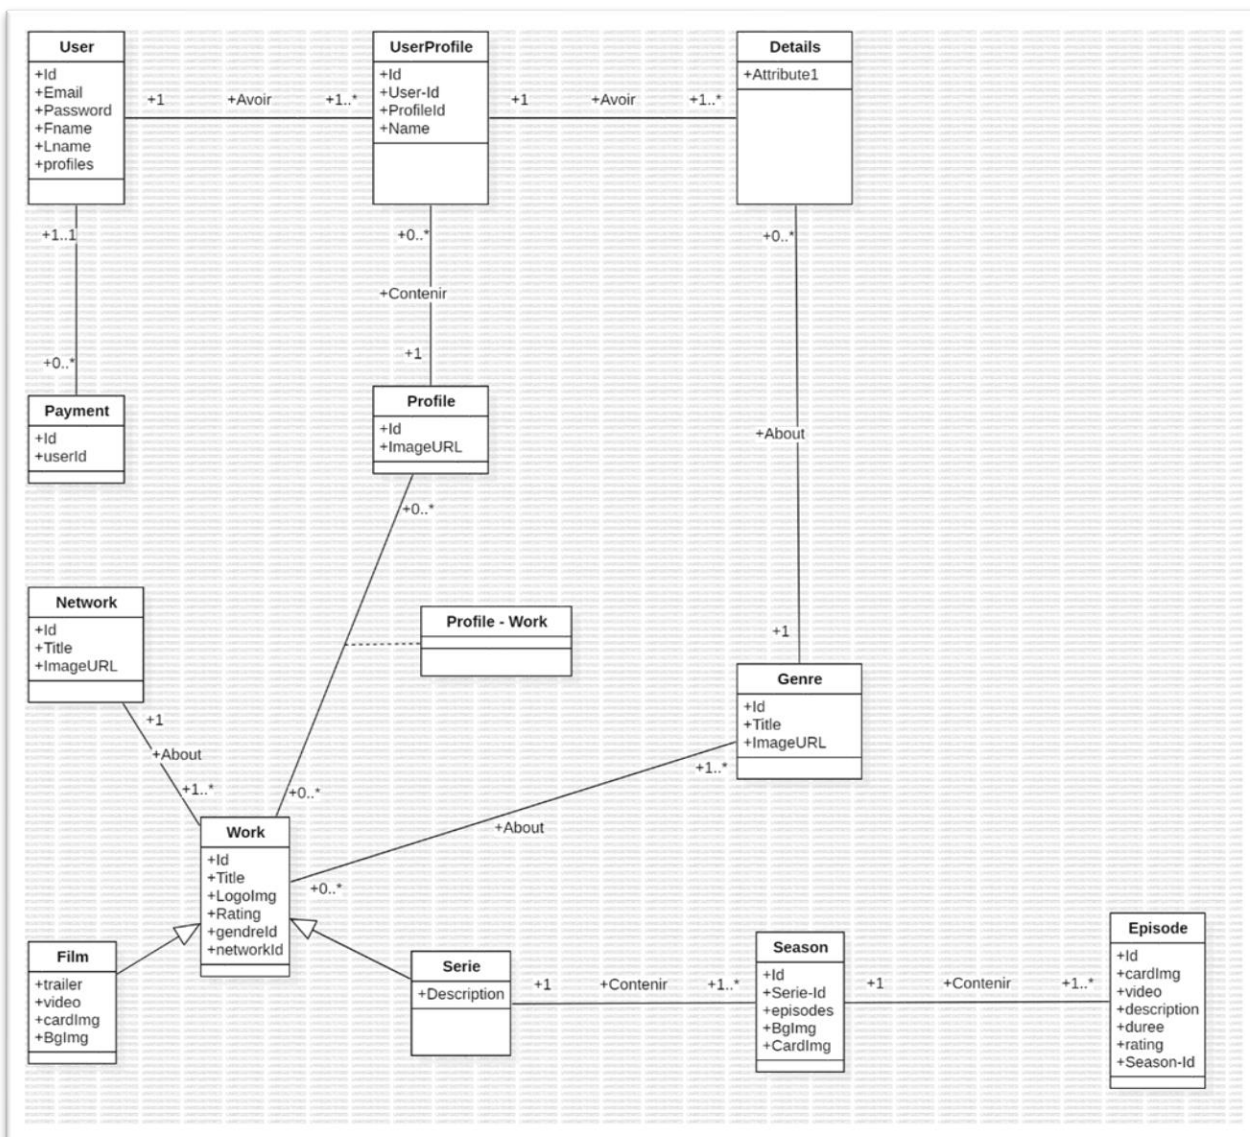 User
+Id
+Email
+Password
+Fname
+Lname
+profiles
+1
+Avoir
+1..*
UserProfile
+Id
+User-Id
+ProfileId
+Name
+1
+Avoir
+1..*
Details
+Attribute1
+1..1
+0..*
+0..*
+Contenir
+1
+0..*
+About
+1
Payment
+Id
+userId
Profile
+Id
+ImageURL
+0..*
Network
+Id
+Title
+ImageURL
Profile - Work
+1
+About
+1..*
+0..*
Genre
+Id
+Title
+ImageURL
+1..*
+About
+0..*
Work
+Id
+Title
+LogoImg
+Rating
+gendreId
+networkId
Film
+trailer
+video
+cardImg
+BgImg
Serie
+Description
+1
+Contenir
+1..*
Season
+Id
+Serie-Id
+episodes
+BgImg
+CardImg
+1
+Contenir
+1..*
Episode
+Id
+cardImg
+video
+description
+duree
+rating
+Season-Id